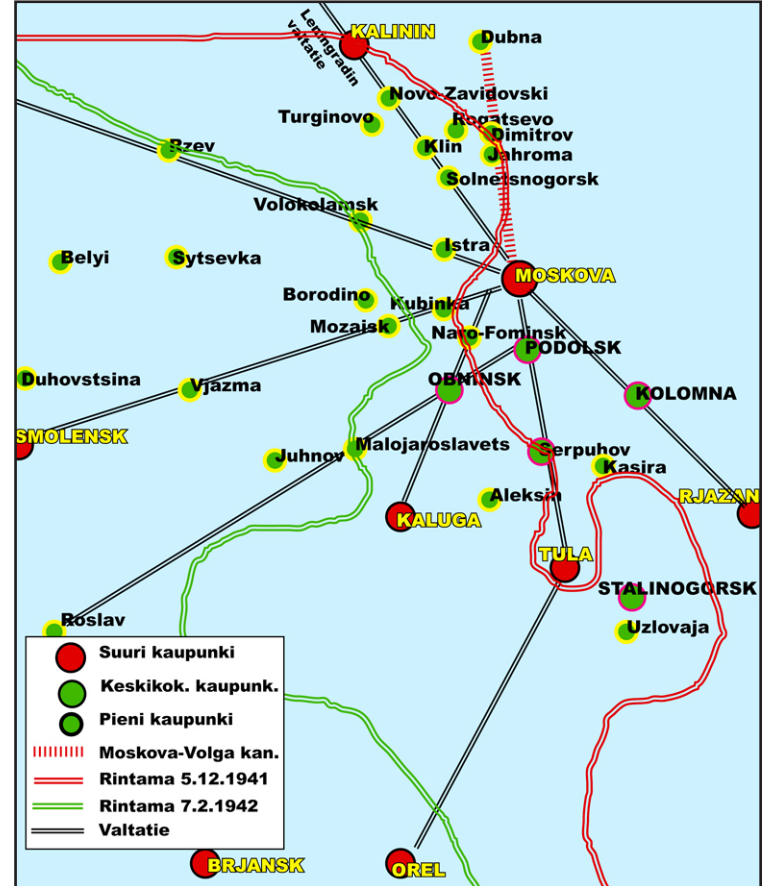 Leningradin
valtatie
KALININ
Dubna
Novo-Zavidovski
Turginovo
Rogatsevo
Dimitrov
Rzev
Klin
Jahroma
Solnetsnogorsk
Volokolamsk
Istra
Belyi
Sytsevka
MOSKOVA
Borodino
Kubinka
Mozaisk
Naro-Fominsk
PODOLSK
Duhovstsina
Vjazma
OBNINSK
KOLOMNA
SMOLENSK
Juhnov
Malojaroslavets
Serpuhov
Kasira
Aleksin
RJAZAN
KALUGA
TULA
STALINOGORSK
Roslav
Uzlovaja
Suuri kaupunki
Keskikok. kaupunk.
Pieni kaupunki
Moskova-Volga kan.
Rintama 5.12.1941
Rintama 7.2.1942
Valtatie
BRJANSK
OREL